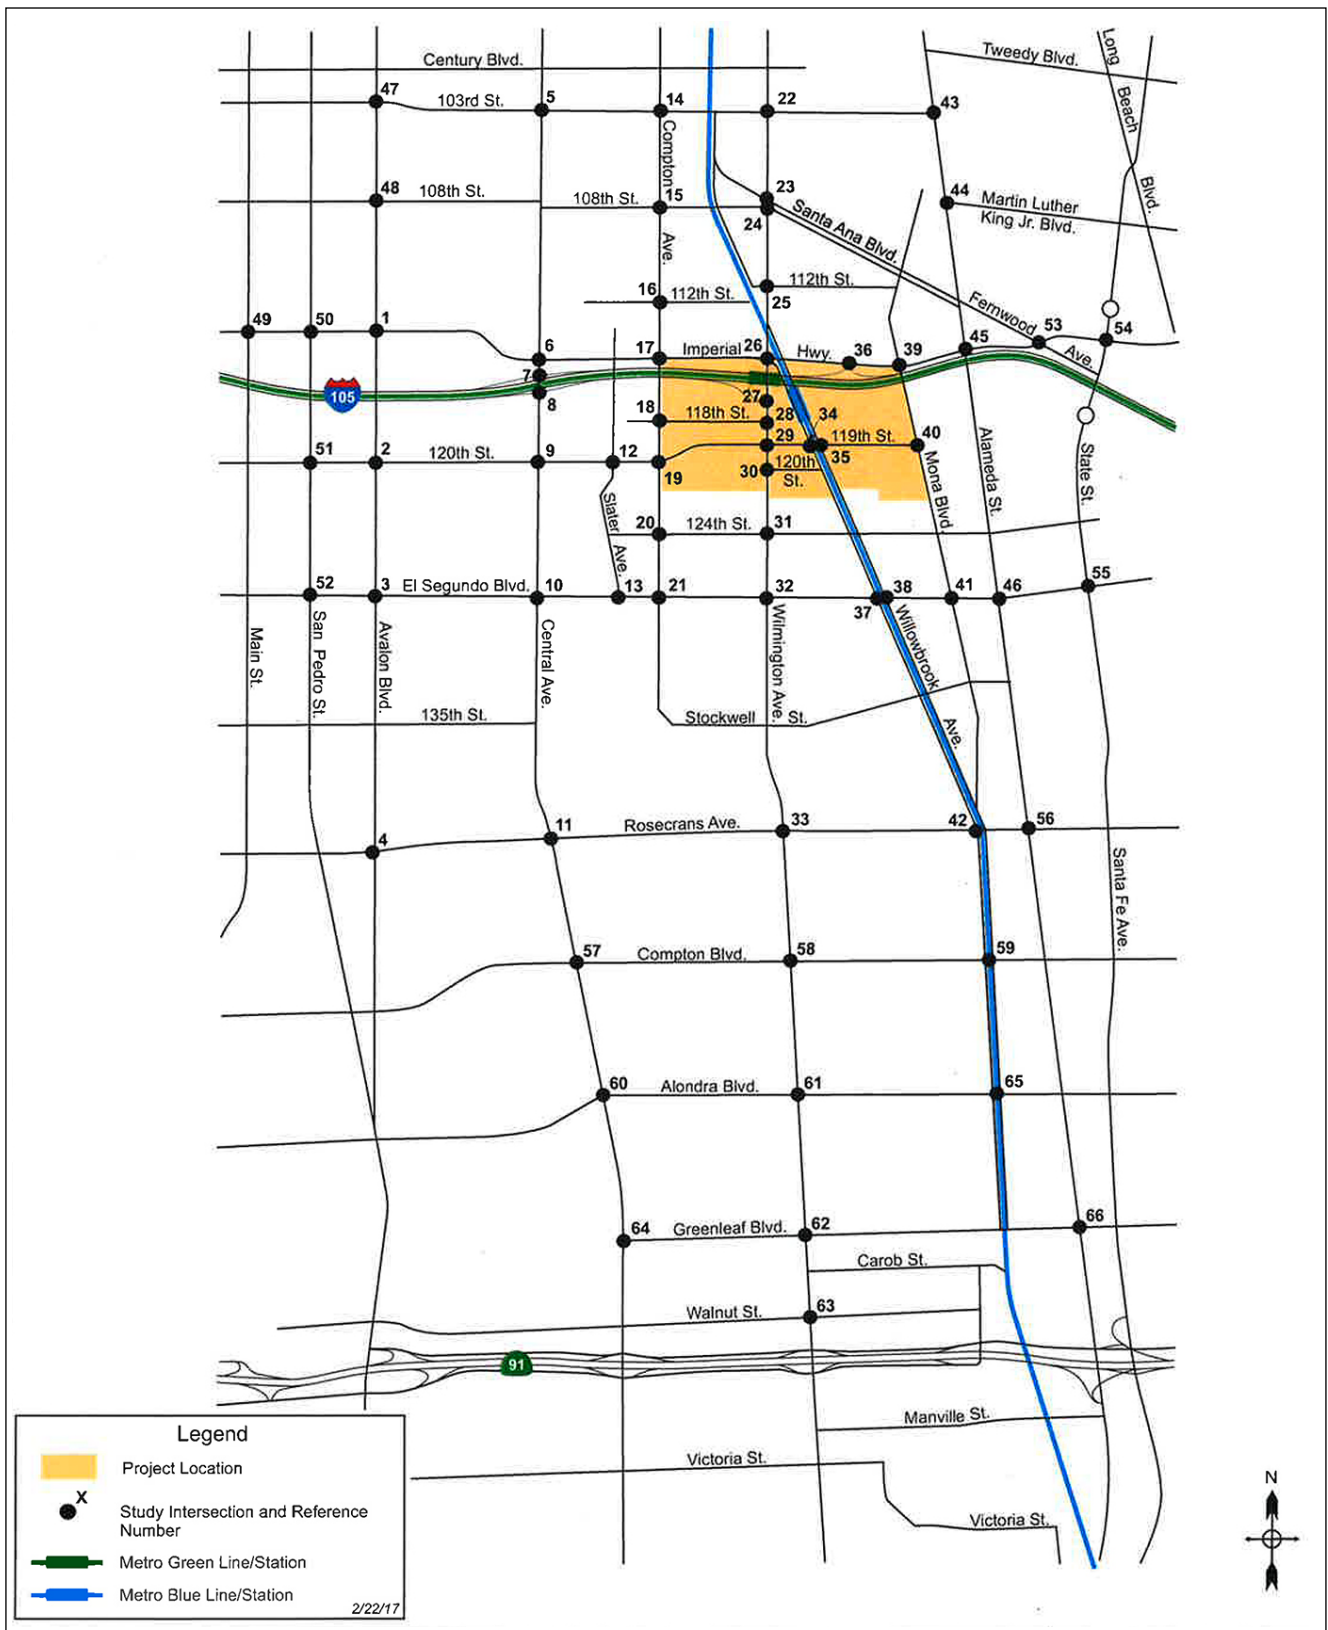 Century Blvd.
Tweedy Blvd.
Long
Beach
Blvd.
47
103rd St.
5
14
22
43
Compton
Ave.
48
108th St.
108th St.
15
23
24
Santa Ana Blvd.
44
Martin Luther
King Jr. Blvd.
16
112th St.
112th St.
25
49
50
1
6
7
8
17
Imperial
26
Hwy.
36
39
45
Fernwood
Ave.
53
54
105
27
18
118th St.
28
34
29
119th St.
35
40
51
2
120th St.
9
12
19
30
120th
St.
Mona Blvd.
Alameda St.
State St.
Slater
Ave.
20
124th St.
31
52
3
El Segundo Blvd.
10
13
21
32
37
38
41
46
55
Main St.
San Pedro St.
Avalon Blvd.
Central Ave.
Wilmington Ave.
Willowbrook
Ave.
135th St.
Stockwell
St.
4
11
Rosecrans Ave.
33
42
56
Santa Fe Ave.
57
Compton Blvd.
58
59
60
Alondra Blvd.
61
65
64
Greenleaf Blvd.
62
66
Carob St.
Walnut St.
63
91
Manville St.
Victoria St.
Victoria St.
N
Legend
Project Location
X
Study Intersection and Reference
Number
Metro Green Line/Station
Metro Blue Line/Station
2/22/17